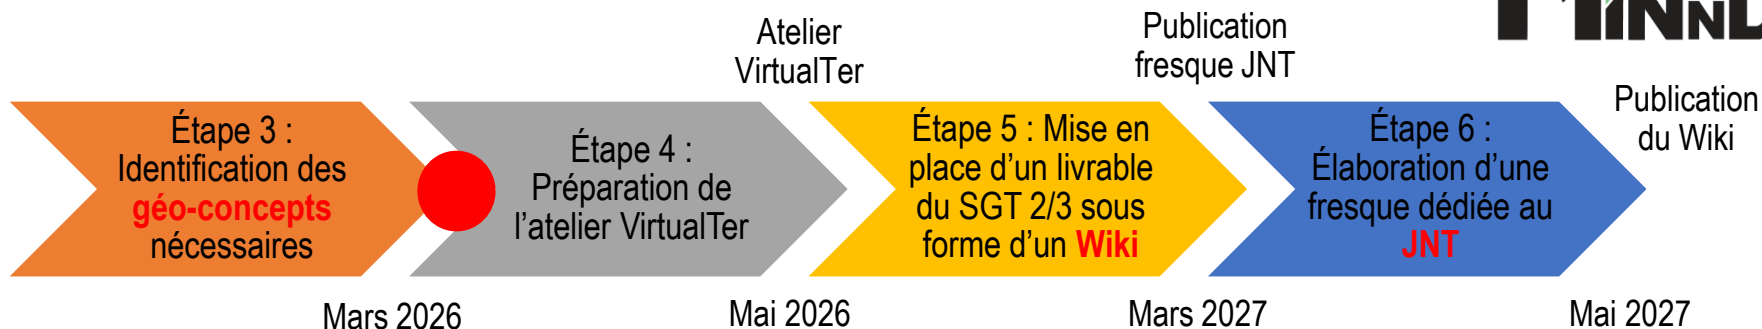 Atelier
VirtualTer
Publication
fresque JNT
Publication
du Wiki
Étape 3 :
Identification des
géo-concepts
nécessaires
Étape 4 :
Préparation de
l’atelier VirtualTer
Étape 5 : Mise en
place d’un livrable
du SGT 2/3 sous
forme d’un Wiki
Étape 6 :
Élaboration d’une
fresque dédiée au
JNT
Mars 2026
Mai 2026
Mars 2027
Mai 2027